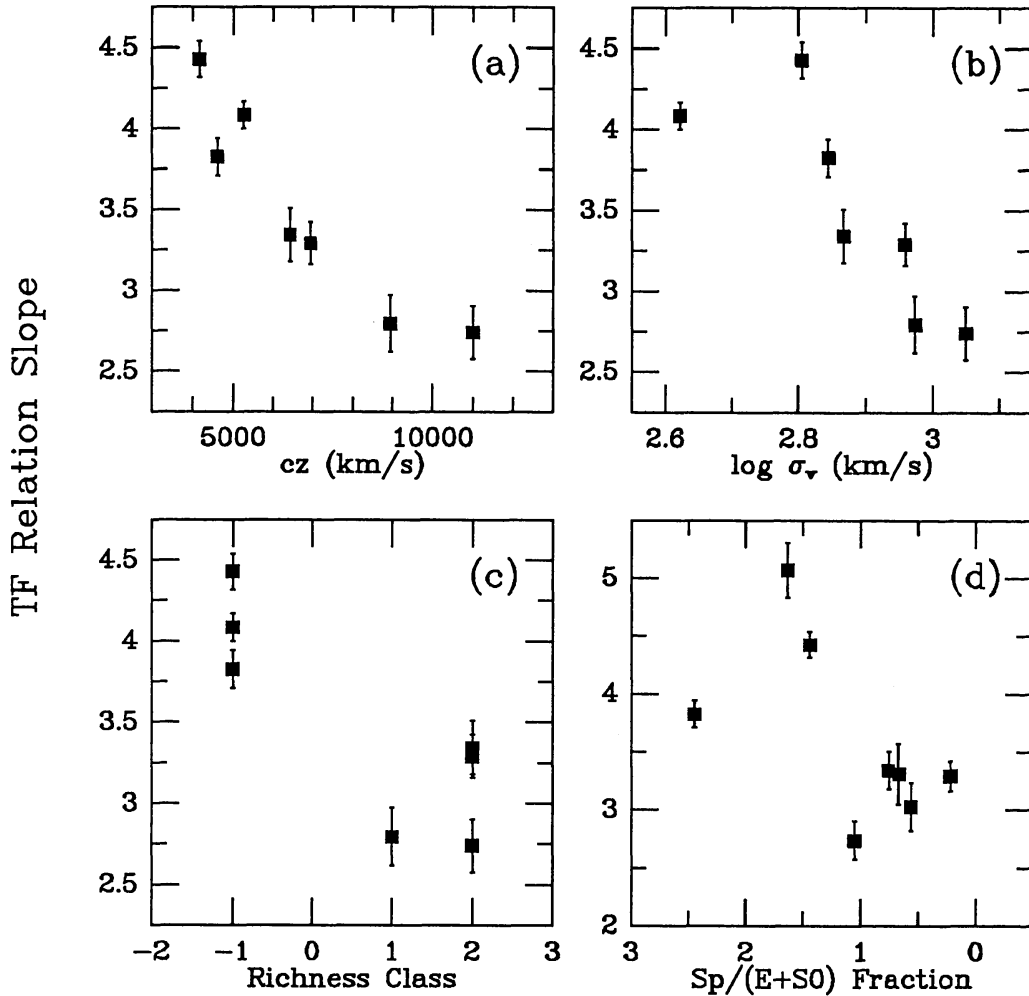 TF Relation Slope
(a)
4.5
4
3.5
3
2.5
5000 10000
cz (km/s)
(b)
4.5
4
3.5
3
2.5
2.6 2.8 3
log σv (km/s)
(c)
4.5
4
3.5
3
2.5
−2 −1 0 1 2 3
Richness Class
(d)
5
4
3
2
3 2 1 0
Sp/(E+S0) Fraction